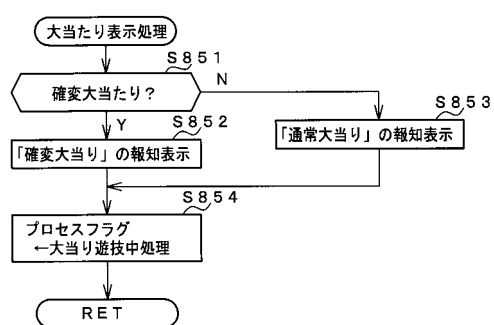 大当たり表示処理
S851
確変大当たり?
N
S853
Y
S852
「確変大当り」の報知表示
「通常大当り」の報知表示
S854
プロセスフラグ
←大当り遊技中処理
RET